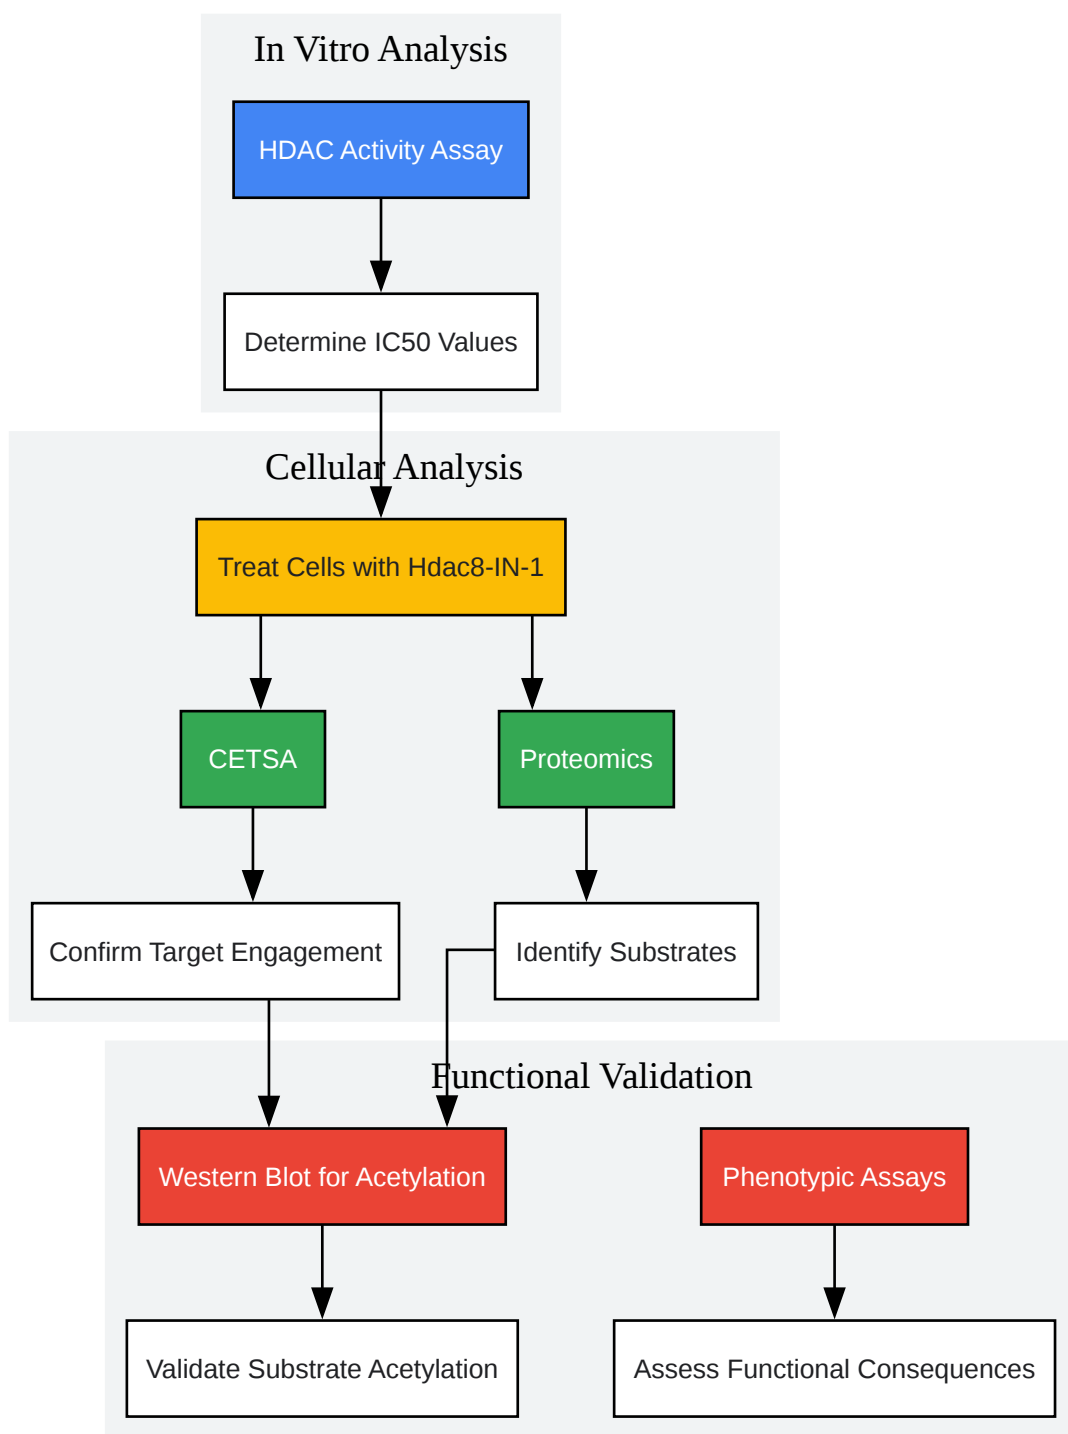 In Vitro Analysis
HDAC Activity Assay
Determine IC50 Values
Cellular Analysis
Treat Cells with Hdac8-IN-1
CETSA
Proteomics
Confirm Target Engagement
Identify Substrates
Functional Validation
Western Blot for Acetylation
Phenotypic Assays
Validate Substrate Acetylation
Assess Functional Consequences